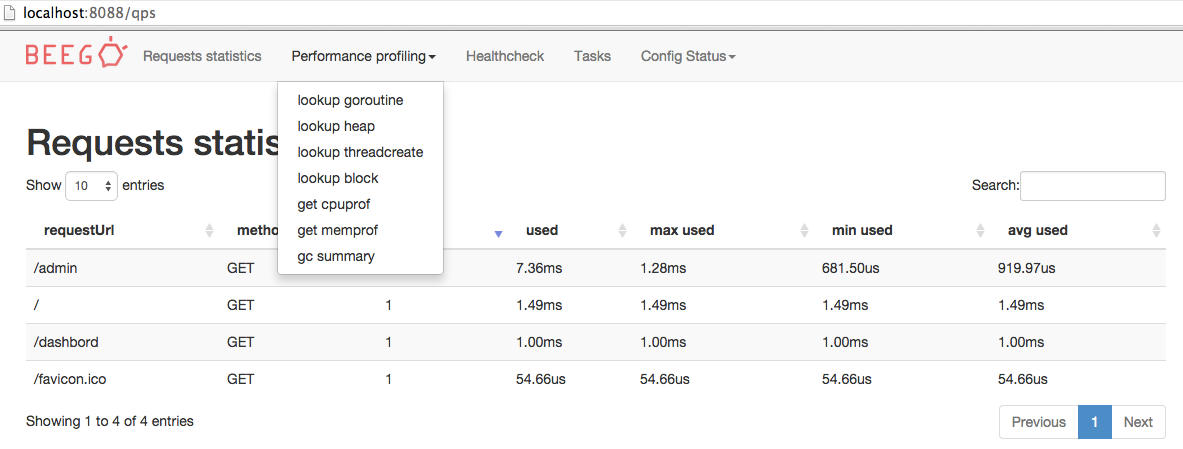 localhost:8088/qps
BEEGO Requests statistics Performance profiling Healthcheck Tasks Config Status
lookup goroutine
lookup heap
lookup threadcreate
lookup block
get cpuprof
get memprof
gc summary
Requests statis
Show 10 entries Search:
requestUrl metho used max used min used avg used
/admin GET 7.36ms 1.28ms 681.50us 919.97us
/ GET 1 1.49ms 1.49ms 1.49ms 1.49ms
/dashbord GET 1 1.00ms 1.00ms 1.00ms 1.00ms
/favicon.ico GET 1 54.66us 54.66us 54.66us 54.66us
Showing 1 to 4 of 4 entries Previous 1 Next